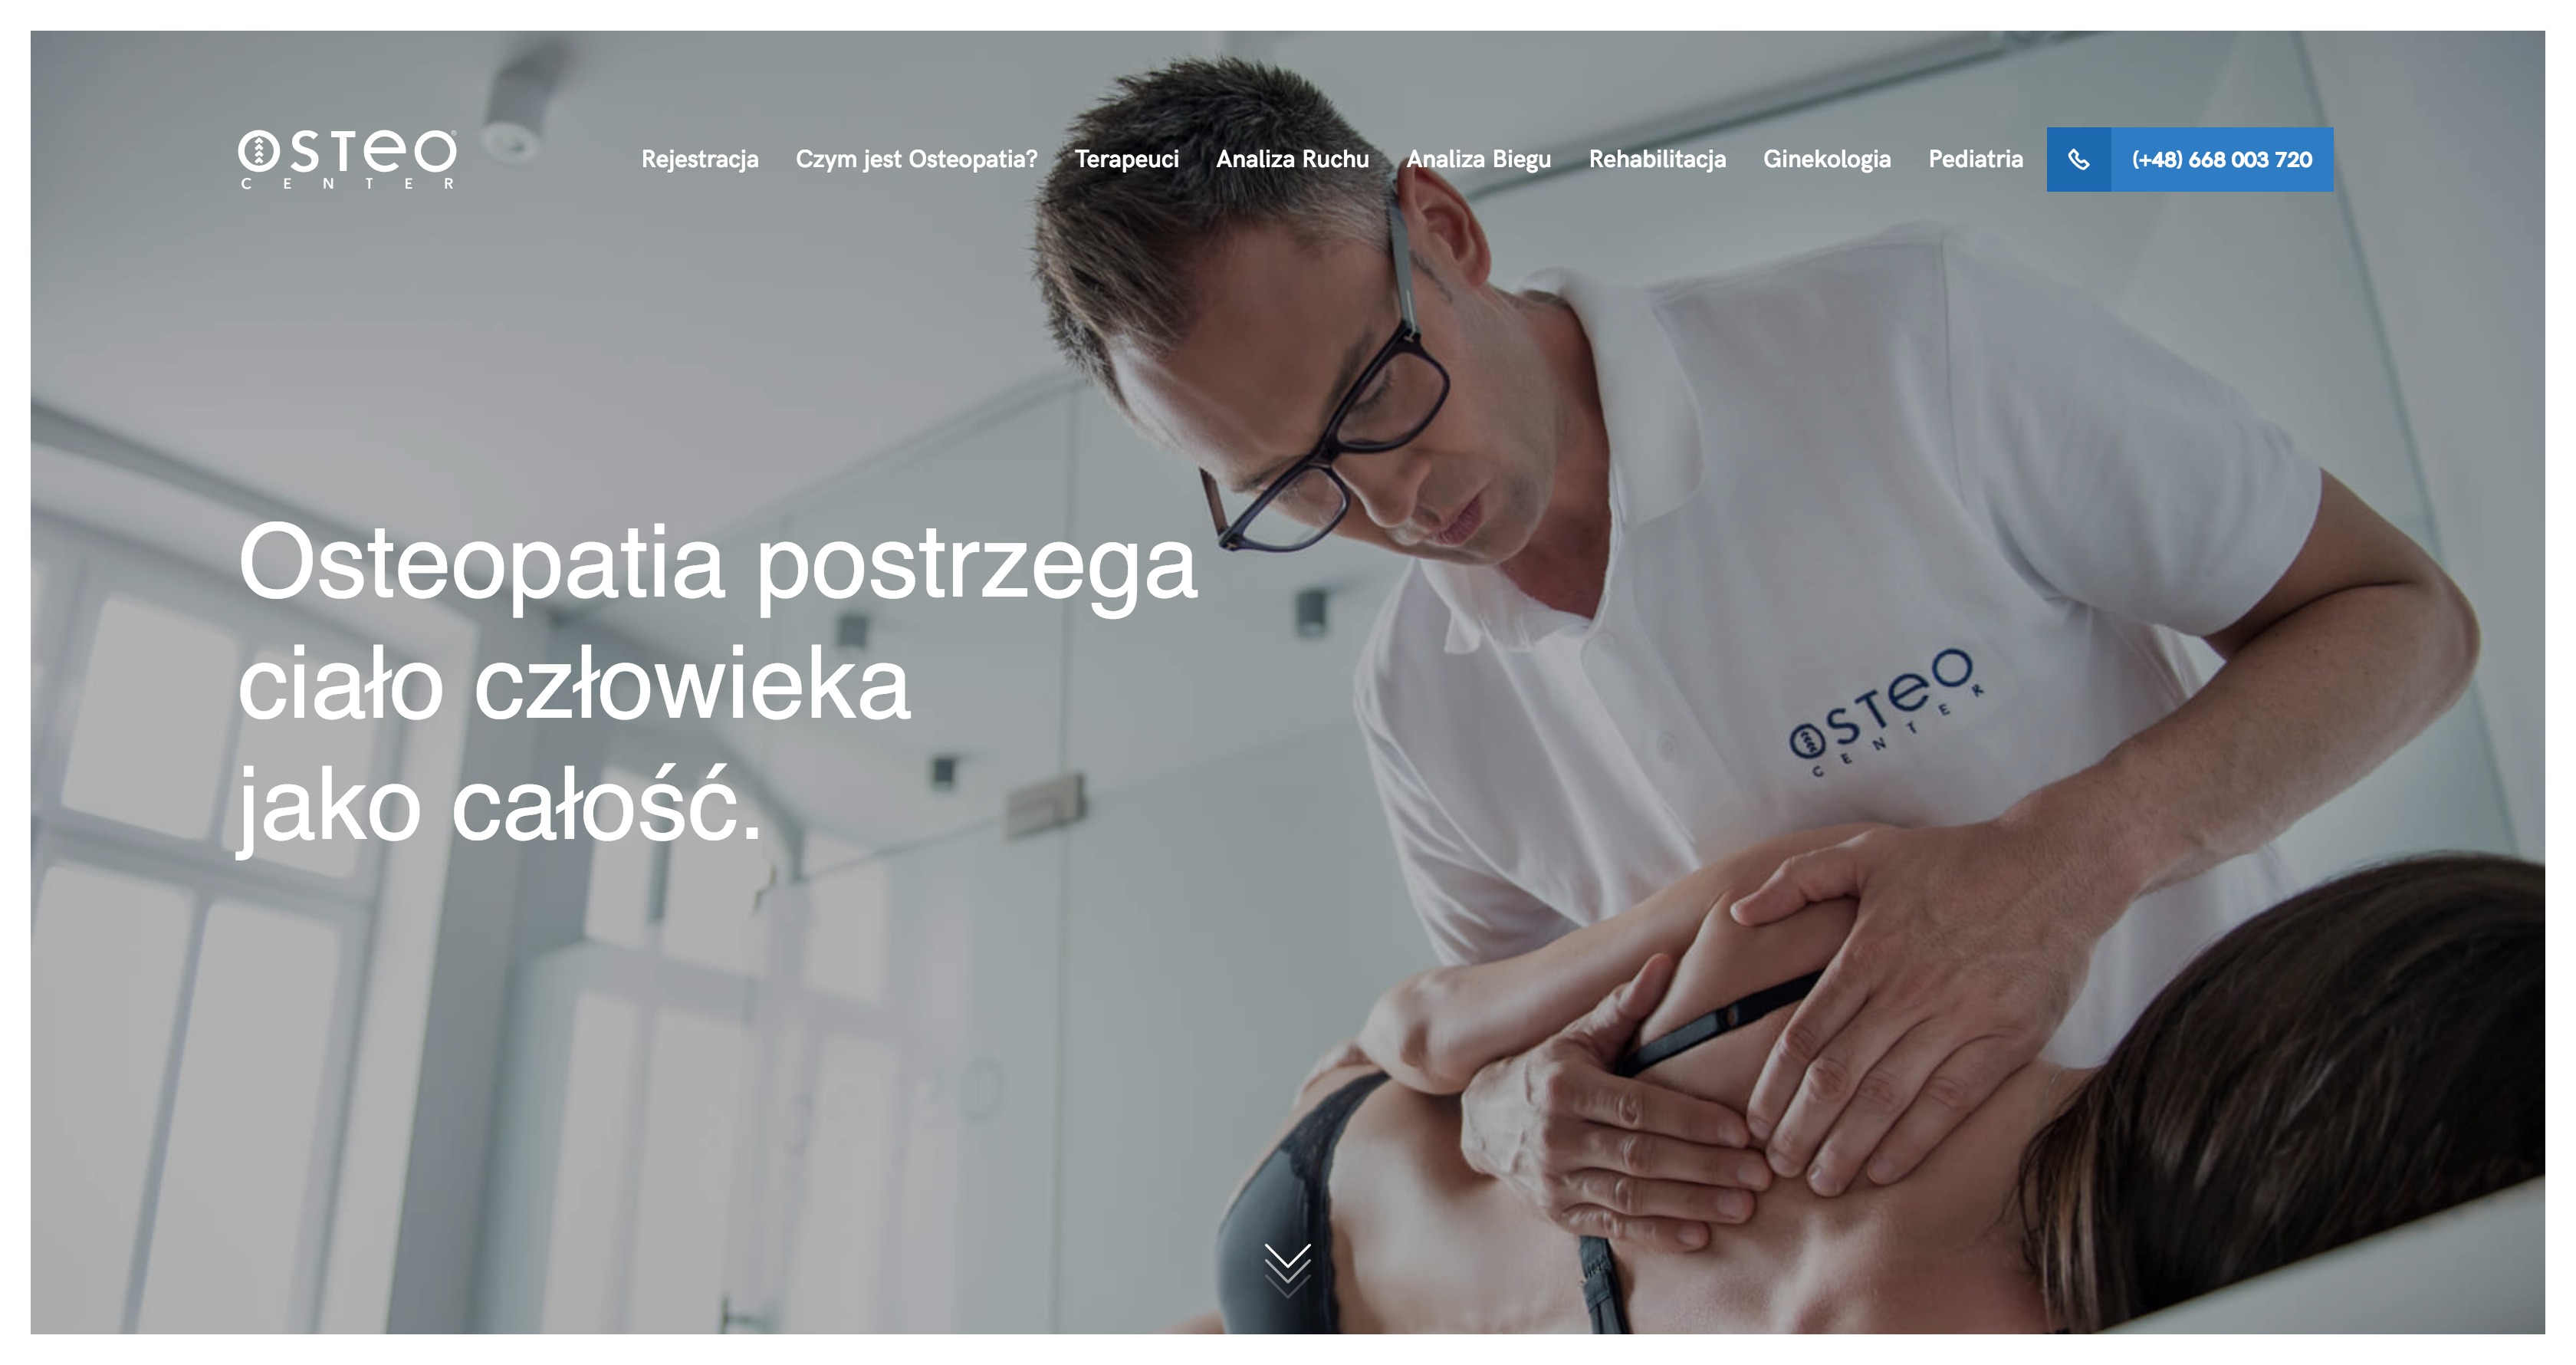 OSTEO
CENTER
Rejestracja
Czym jest Osteopatia?
Terapeuci
Analiza Ruchu
Analiza Biegu
Rehabilitacja
Ginekologia
Pediatria
(+48) 668 003 720
Osteopatia postrzega
ciało człowieka
jako całość.
OSTEO
CENTER